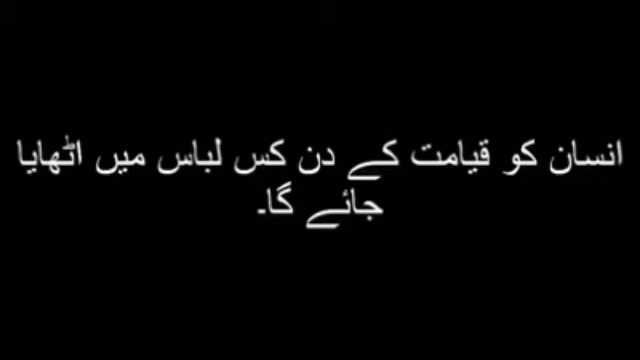 انسان کو قیامت کے دن کس لباس میں اٹھایا
جائے گا۔